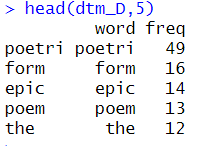 > head(dtm_D,5)
word freq
poetri poetri 49
form form 16
epic epic 14
poem poem 13
the the 12